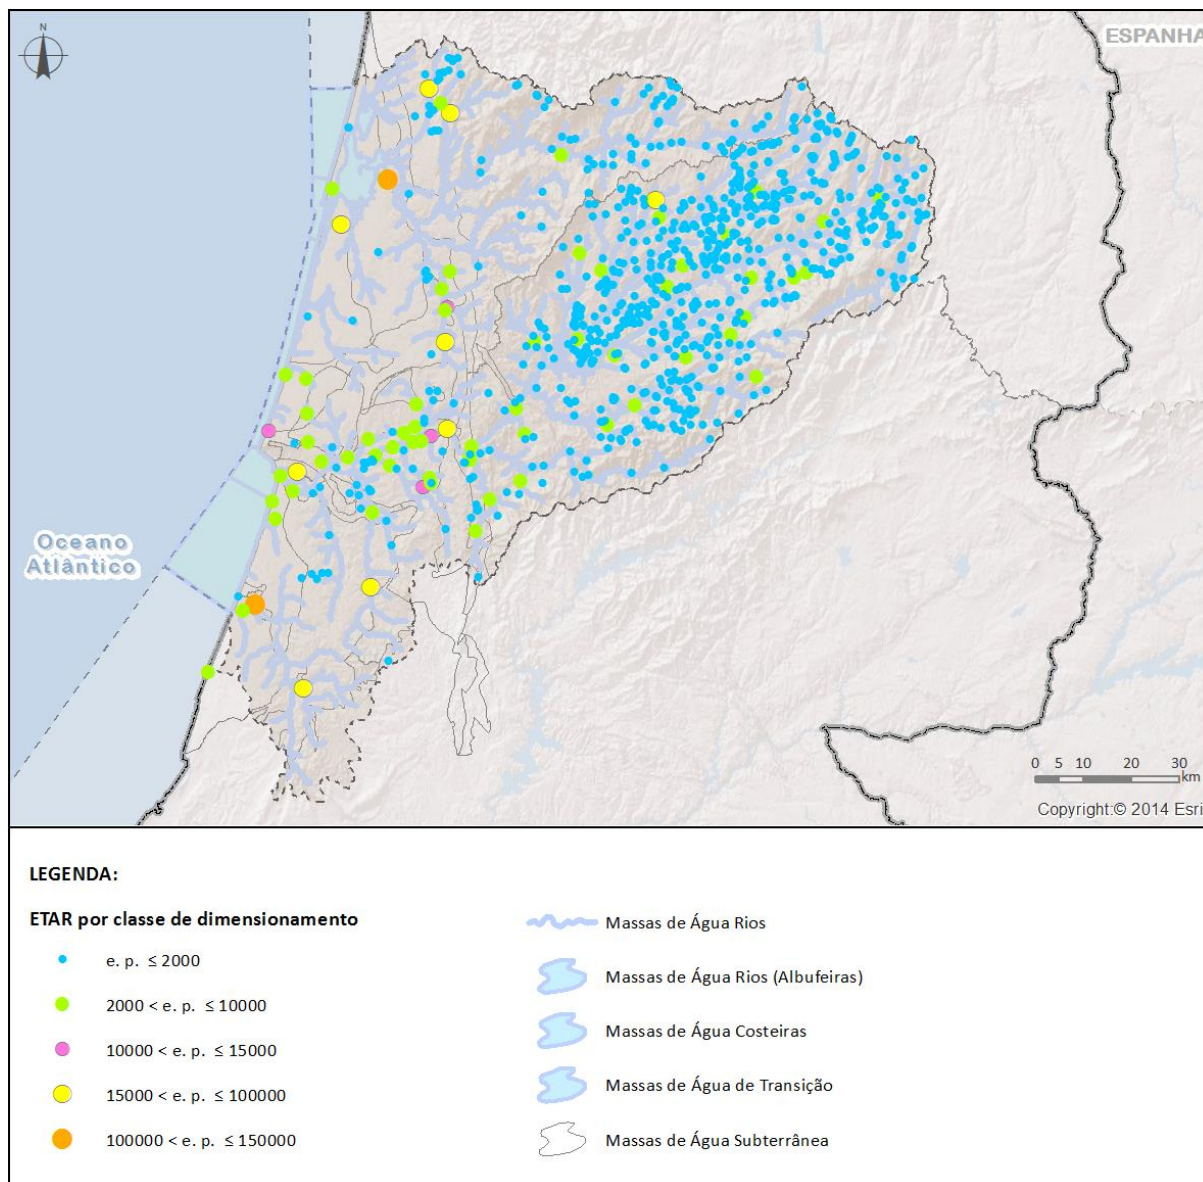 N
ESPANHA
Oceano
Atlântico
0 5 10 20 30
km
Copyright:© 2014 Esri
LEGENDA:
ETAR por classe de dimensionamento
e. p. ≤ 2000
2000 < e. p. ≤ 10000
10000 < e. p. ≤ 15000
15000 < e. p. ≤ 100000
100000 < e. p. ≤ 150000
Massas de Água Rios
Massas de Água Rios (Albufeiras)
Massas de Água Costeiras
Massas de Água de Transição
Massas de Água Subterrânea